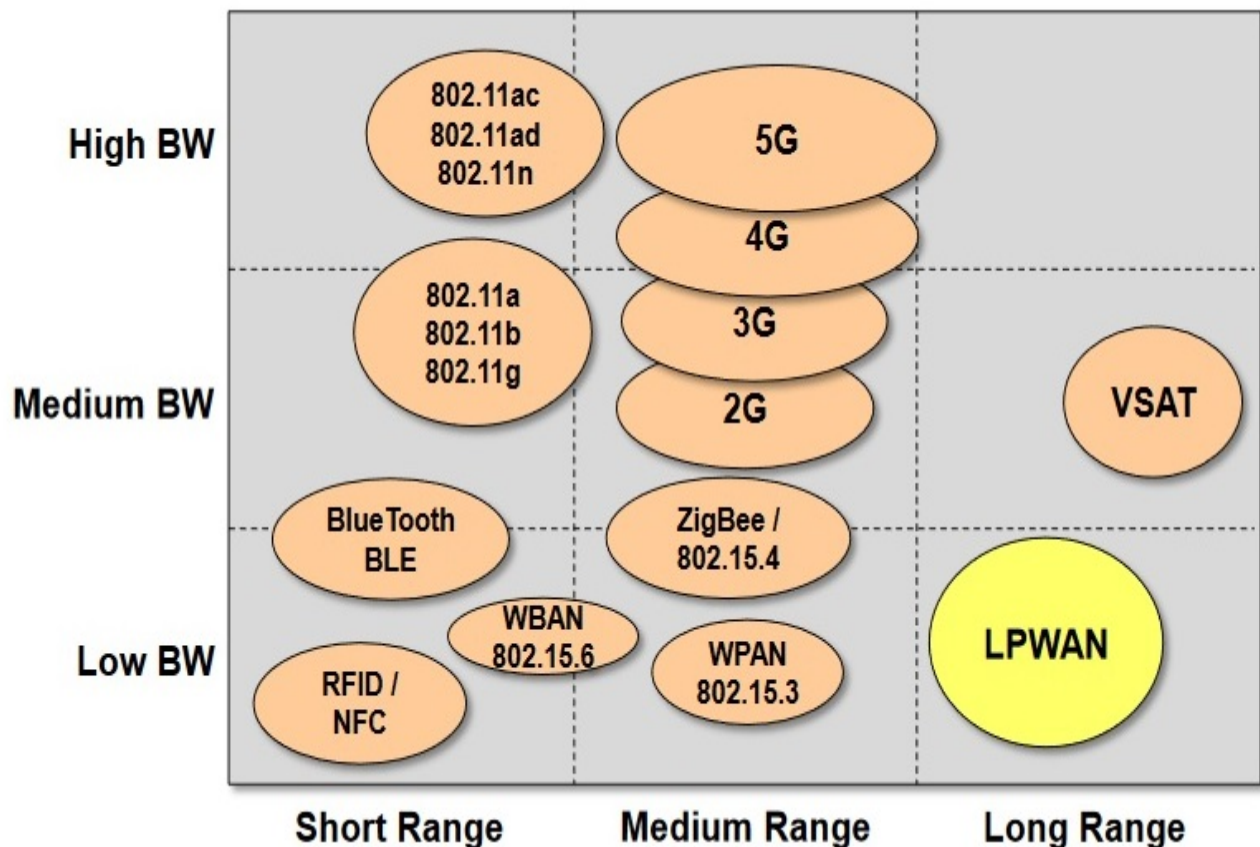 High BW
802.11ac
802.11ad
802.11n
5G
4G
802.11a
802.11b
802.11g
3G
Medium BW
2G
VSAT
BlueTooth
BLE
ZigBee /
802.15.4
Low BW
WBAN
802.15.6
RFID /
NFC
WPAN
802.15.3
LPWAN
Short Range
Medium Range
Long Range